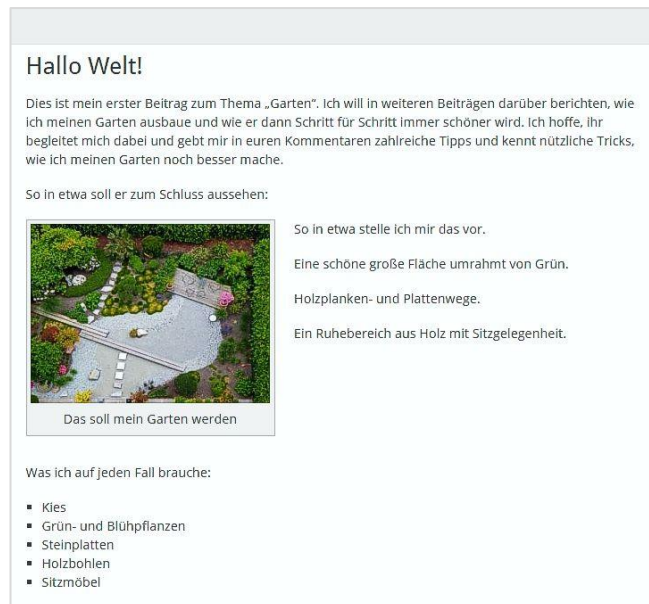 Hallo Welt!
Dies ist mein erster Beitrag zum Thema „Garten“. Ich will in weiteren Beiträgen darüber berichten, wie
ich meinen Garten ausbaue und wie er dann Schritt für Schritt immer schöner wird. Ich hoffe, ihr
begleitet mich dabei und gebt mir in euren Kommentaren zahlreiche Tipps und kennt nützliche Tricks,
wie ich meinen Garten noch besser mache.
So in etwa soll er zum Schluss aussehen:
So in etwa stelle ich mir das vor.
Eine schöne große Fläche umrahmt von Grün.
Holzplanken- und Plattenwege.
Ein Ruhebereich aus Holz mit Sitzgelegenheit.
Das soll mein Garten werden
Was ich auf jeden Fall brauche:
▪ Kies
▪ Grün- und Blühpflanzen
▪ Steinplatten
▪ Holzbohlen
▪ Sitzmöbel